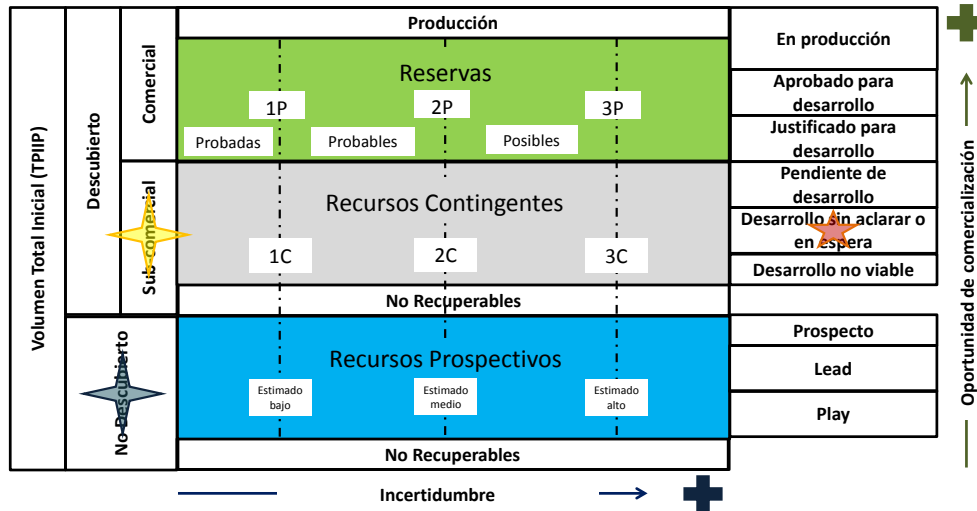 Volumen Total Inicial (TPIIP)
Descubierto
No Descubierto
Comercial
Sub-comercial
Producción
Reservas
1P
2P
3P
Probadas
Probables
Posibles
Recursos Contingentes
1C
2C
3C
No Recuperables
Recursos Prospectivos
Estimado
bajo
Estimado
medio
Estimado
alto
No Recuperables
En producción
Aprobado para
desarrollo
Justificado para
desarrollo
Pendiente de
desarrollo
Desarrollo sin aclarar o
en espera
Desarrollo no viable
Prospecto
Lead
Play
Oportunidad de comercialización
Incertidumbre